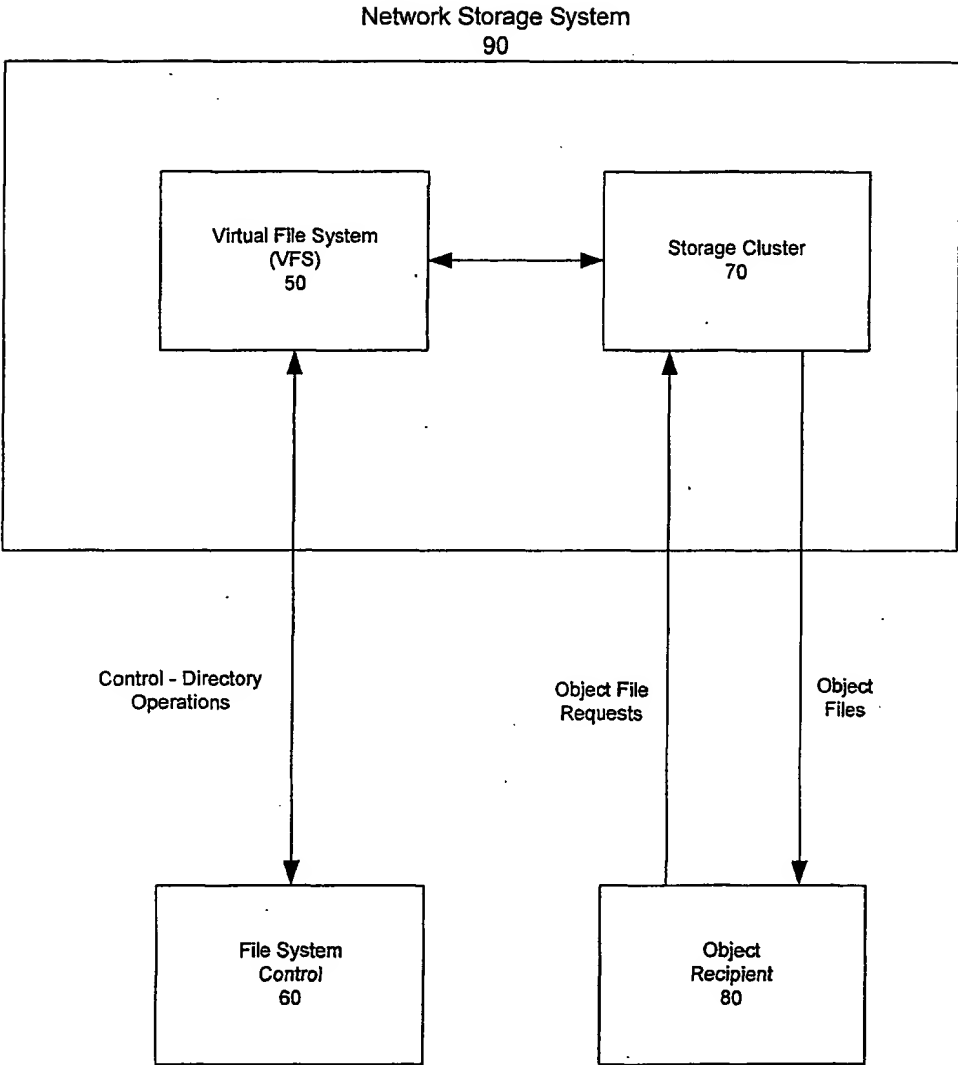 Network Storage System
90
Virtual File System
(VFS)
50
Storage Cluster
70
Control - Directory
Operations
Object File
Requests
Object
Files
File System
Control
60
Object
Recipient
80